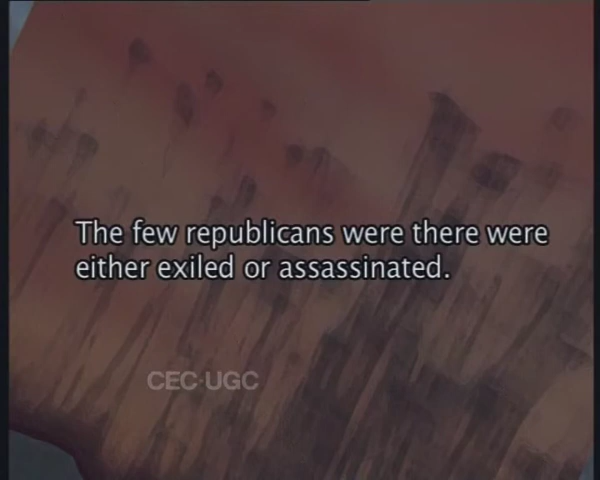 The few republicans were there were
either exiled or assassinated.
CEC-UGC